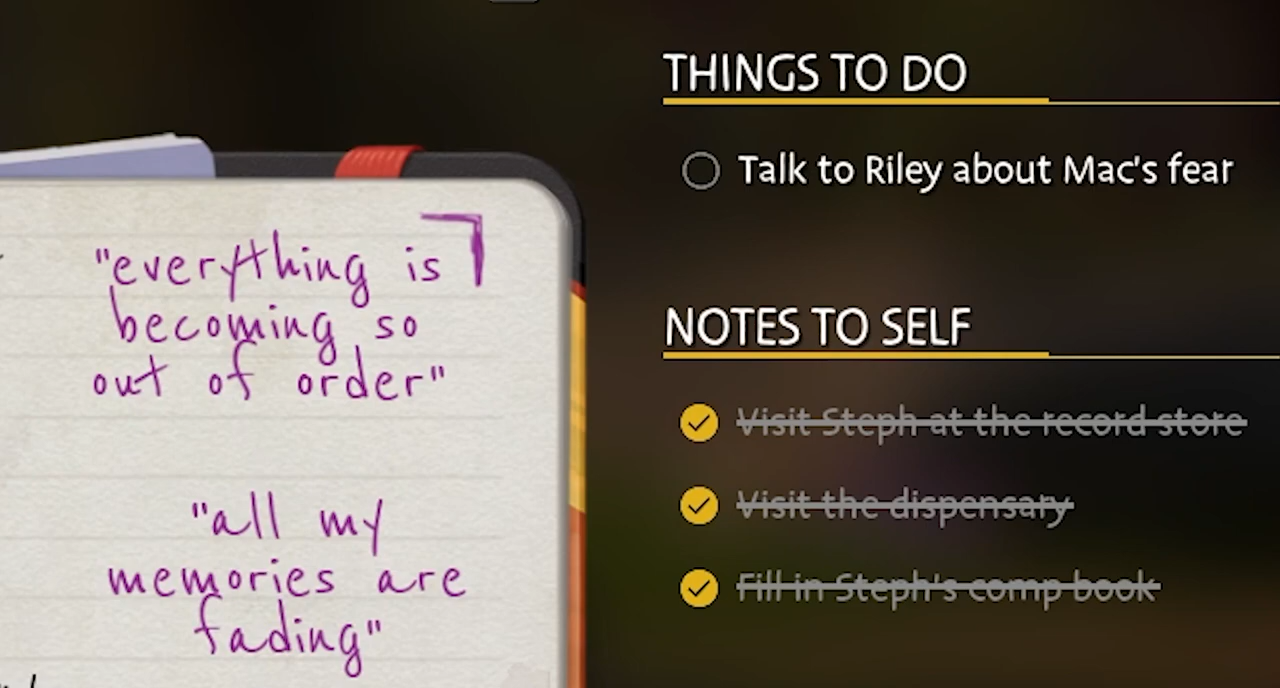 "everything is
becoming so
out of order"
"all my
memories are
fading"
THINGS TO DO
Talk to Riley about Mac's fear
NOTES TO SELF
Visit Steph at the record store
Visit the dispensary
Fill in Steph's comp book